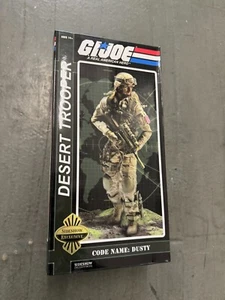 G.I. JOE
A REAL AMERICAN HERO
DESERT TROOPER
SIDESHOW
EXCLUSIVE
CODE NAME: DUSTY
SIDESHOW